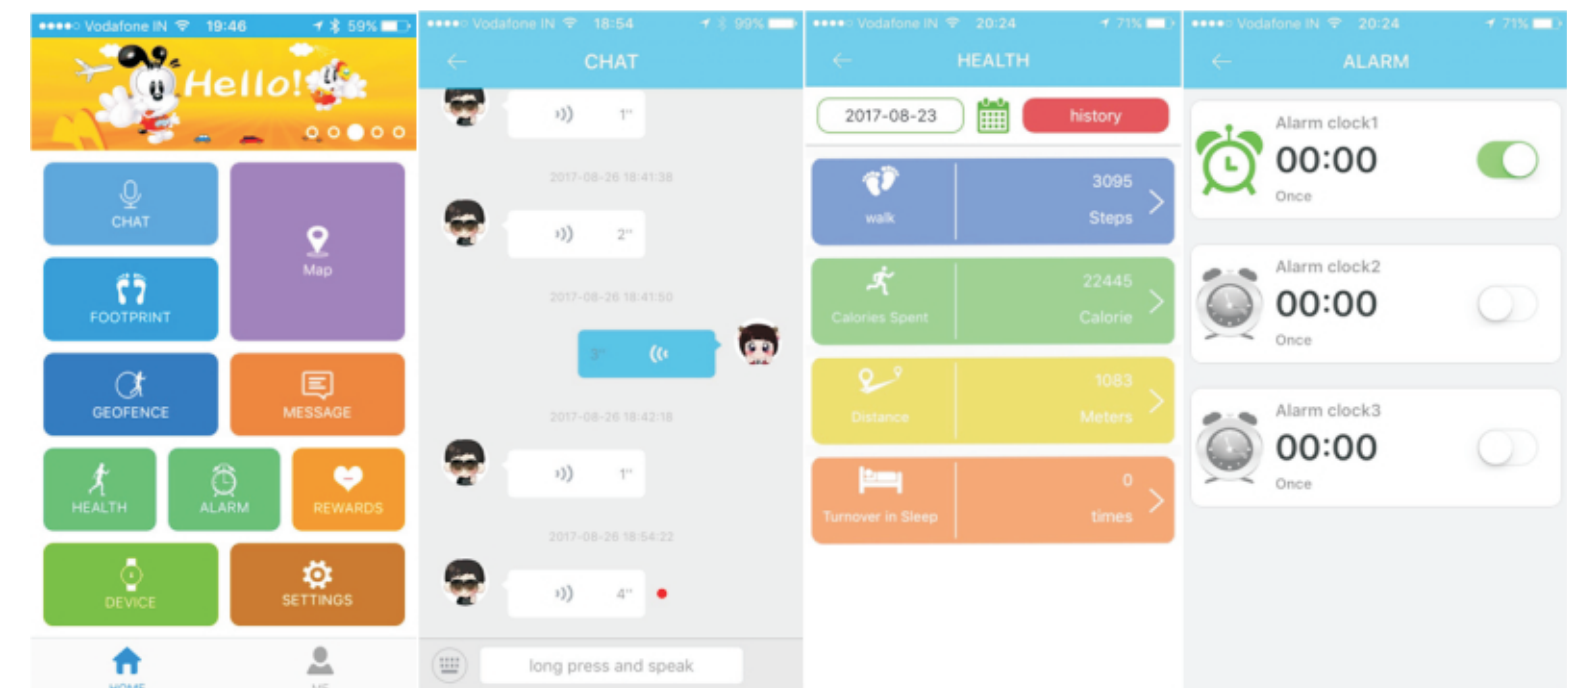 Vodafone IN 19:46 59%
Hello!
CHAT
Map
FOOTPRINT
GEOFENCE
MESSAGE
HEALTH
ALARM
REWARDS
DEVICE
SETTINGS
HOME
ME
Vodafone IN 18:54 99%
CHAT
1"
2017-08-26 18:41:38
2"
2017-08-26 18:41:50
3"
2017-08-26 18:42:18
1"
2017-08-26 18:54:22
4"
long press and speak
Vodafone IN 20:24 71%
HEALTH
2017-08-23
history
walk
3095
Steps
Calories Spent
22445
Calorie
Distance
1083
Meters
Turnover in Sleep
0
times
Vodafone IN 20:24 71%
ALARM
Alarm clock1
00:00
Once
Alarm clock2
00:00
Once
Alarm clock3
00:00
Once